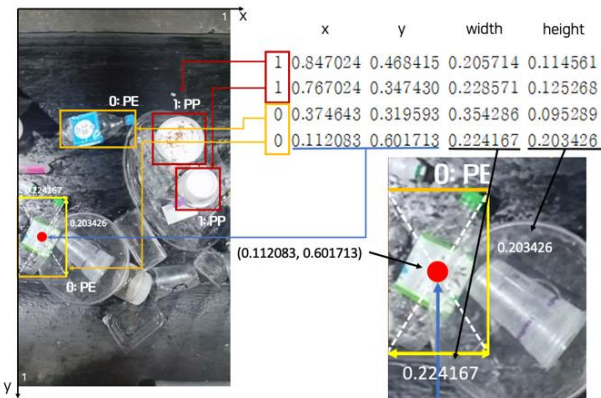 1
x
x y width height
1 0.847024 0.468415 0.205714 0.114561
1 0.767024 0.347430 0.228571 0.125268
0 0.374643 0.319593 0.354286 0.095289
0 0.112083 0.601713 0.224167 0.203426
0: PE
1: PP
1: PP
0.224167
0.203426
0: PE
0: PE
0.203426
(0.112083, 0.601713)
0.224167
1
y